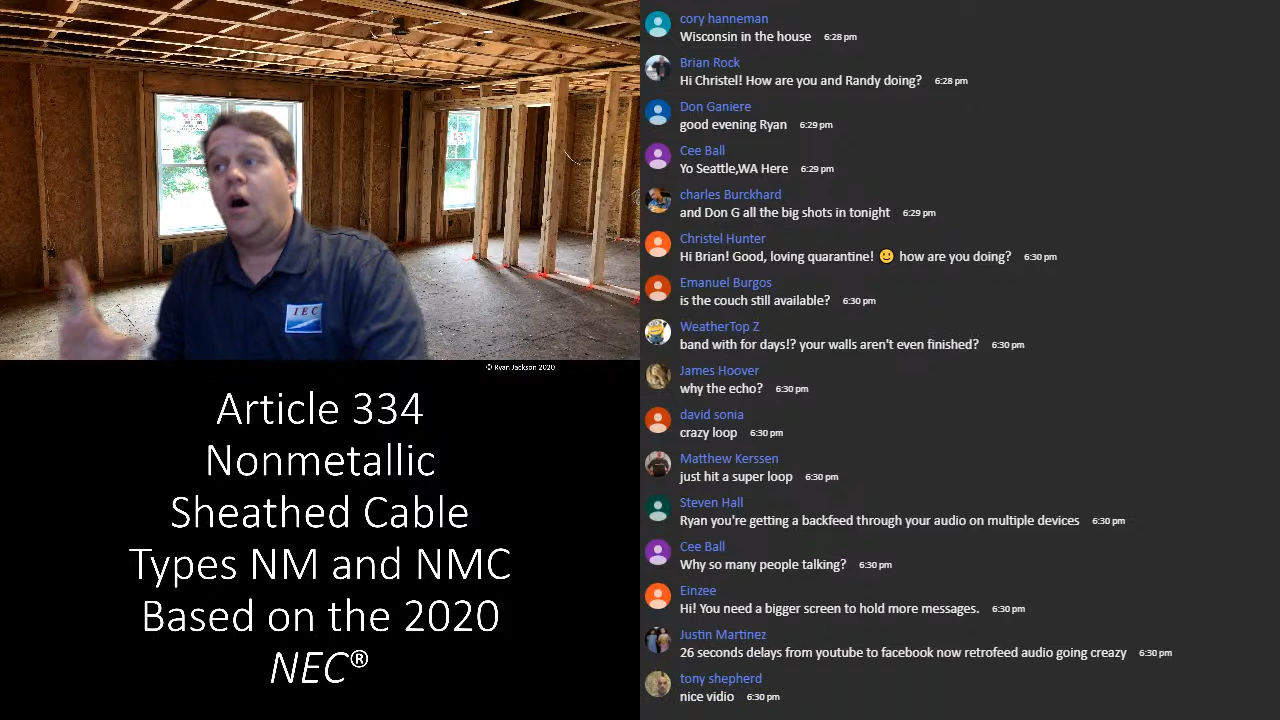 IEC
© Ryan Jackson 2020
Article 334
Nonmetallic
Sheathed Cable
Types NM and NMC
Based on the 2020
NEC®
cory hanneman
Wisconsin in the house 6:28 pm
Brian Rock
Hi Christel! How are you and Randy doing? 6:28 pm
Don Ganiere
good evening Ryan 6:29 pm
Cee Ball
Yo Seattle,WA Here 6:29 pm
charles Burckhard
and Don G all the big shots in tonight 6:29 pm
Christel Hunter
Hi Brian! Good, loving quarantine! 🙂 how are you doing? 6:30 pm
Emanuel Burgos
is the couch still available? 6:30 pm
WeatherTop Z
band with for days!? your walls aren't even finished? 6:30 pm
James Hoover
why the echo? 6:30 pm
david sonia
crazy loop 6:30 pm
Matthew Kerssen
just hit a super loop 6:30 pm
Steven Hall
Ryan you're getting a backfeed through your audio on multiple devices 6:30 pm
Cee Ball
Why so many people talking? 6:30 pm
Einzee
Hi! You need a bigger screen to hold more messages. 6:30 pm
Justin Martinez
26 seconds delays from youtube to facebook now retrofeed audio going creazy 6:30 pm
tony shepherd
nice vidio 6:30 pm